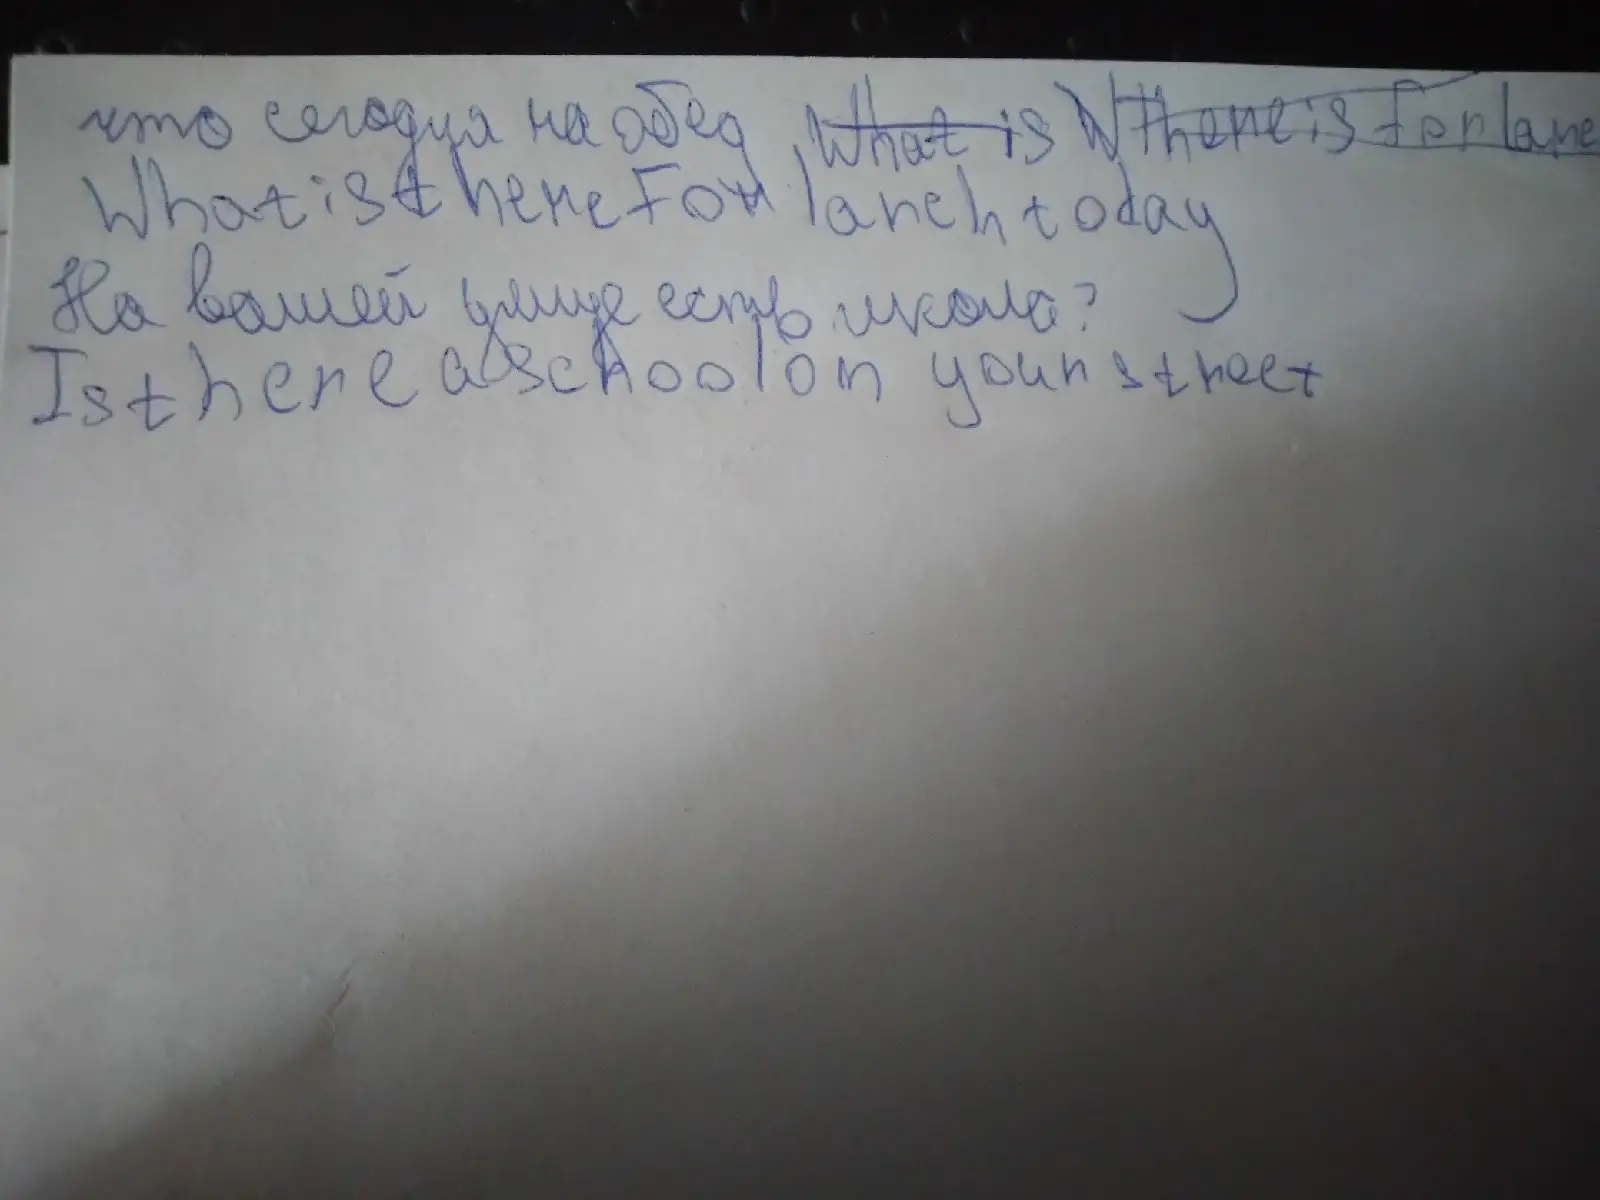 что сегодня на обед What is Where is for lane
What is there For lanch today
На вашей улице есть школа?
Is there a school on your street